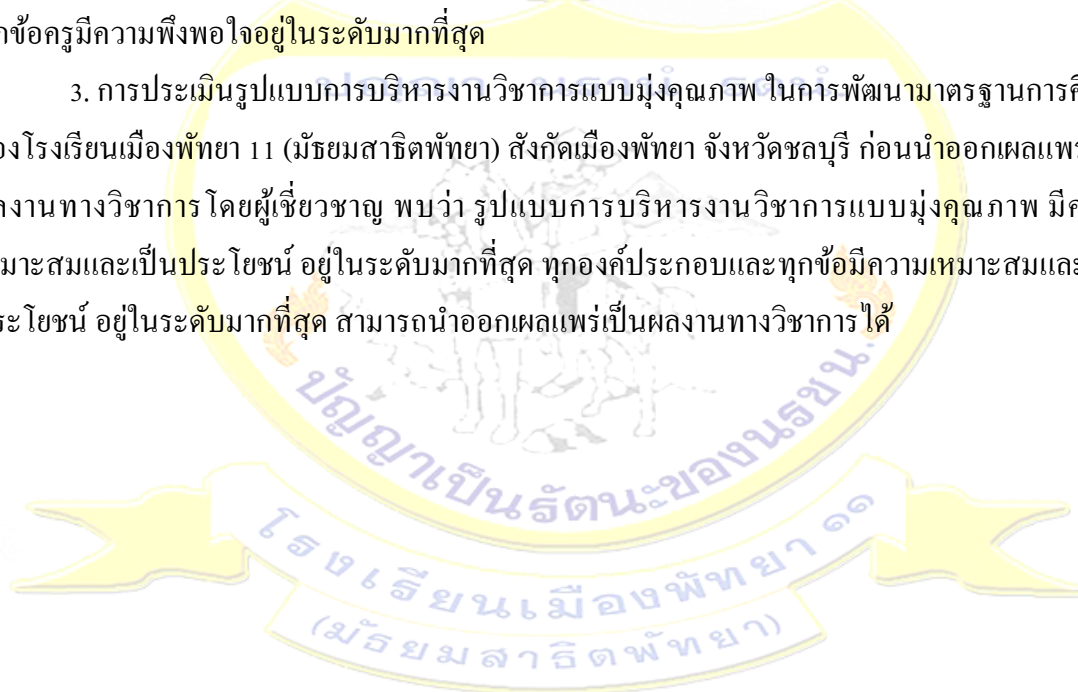 กข้อครูมีความพึงพอใจอยู่ในระดับมากที่สุด
ปญฺญา นรานํ รตนํ
3. การประเมินรูปแบบการบริหารงานวิชาการแบบมุ่งคุณภาพ ในการพัฒนามาตรฐานการศึ
องโรงเรียนเมืองพัทยา 11 (มัธยมสาธิตพัทยา) สังกัดเมืองพัทยา จังหวัดชลบุรี ก่อนนำออกเผลแพร
ลงานทางวิชาการ โดยผู้เชี่ยวชาญ พบว่า รูปแบบการบริหารงานวิชาการแบบมุ่งคุณภาพ มีค
มาะสมและเป็นประโยชน์ อยู่ในระดับมากที่สุด ทุกองค์ประกอบและทุกข้อมีความเหมาะสมและ
ระโยชน์ อยู่ในระดับมากที่สุด สามารถนำออกเผลแพร่เป็นผลงานทางวิชาการได้
ปัญญาเป็นรัตนะของนรชน.
โรงเรียนเมืองพัทยา ๑๑
(มัธยมสาธิตพัทยา)